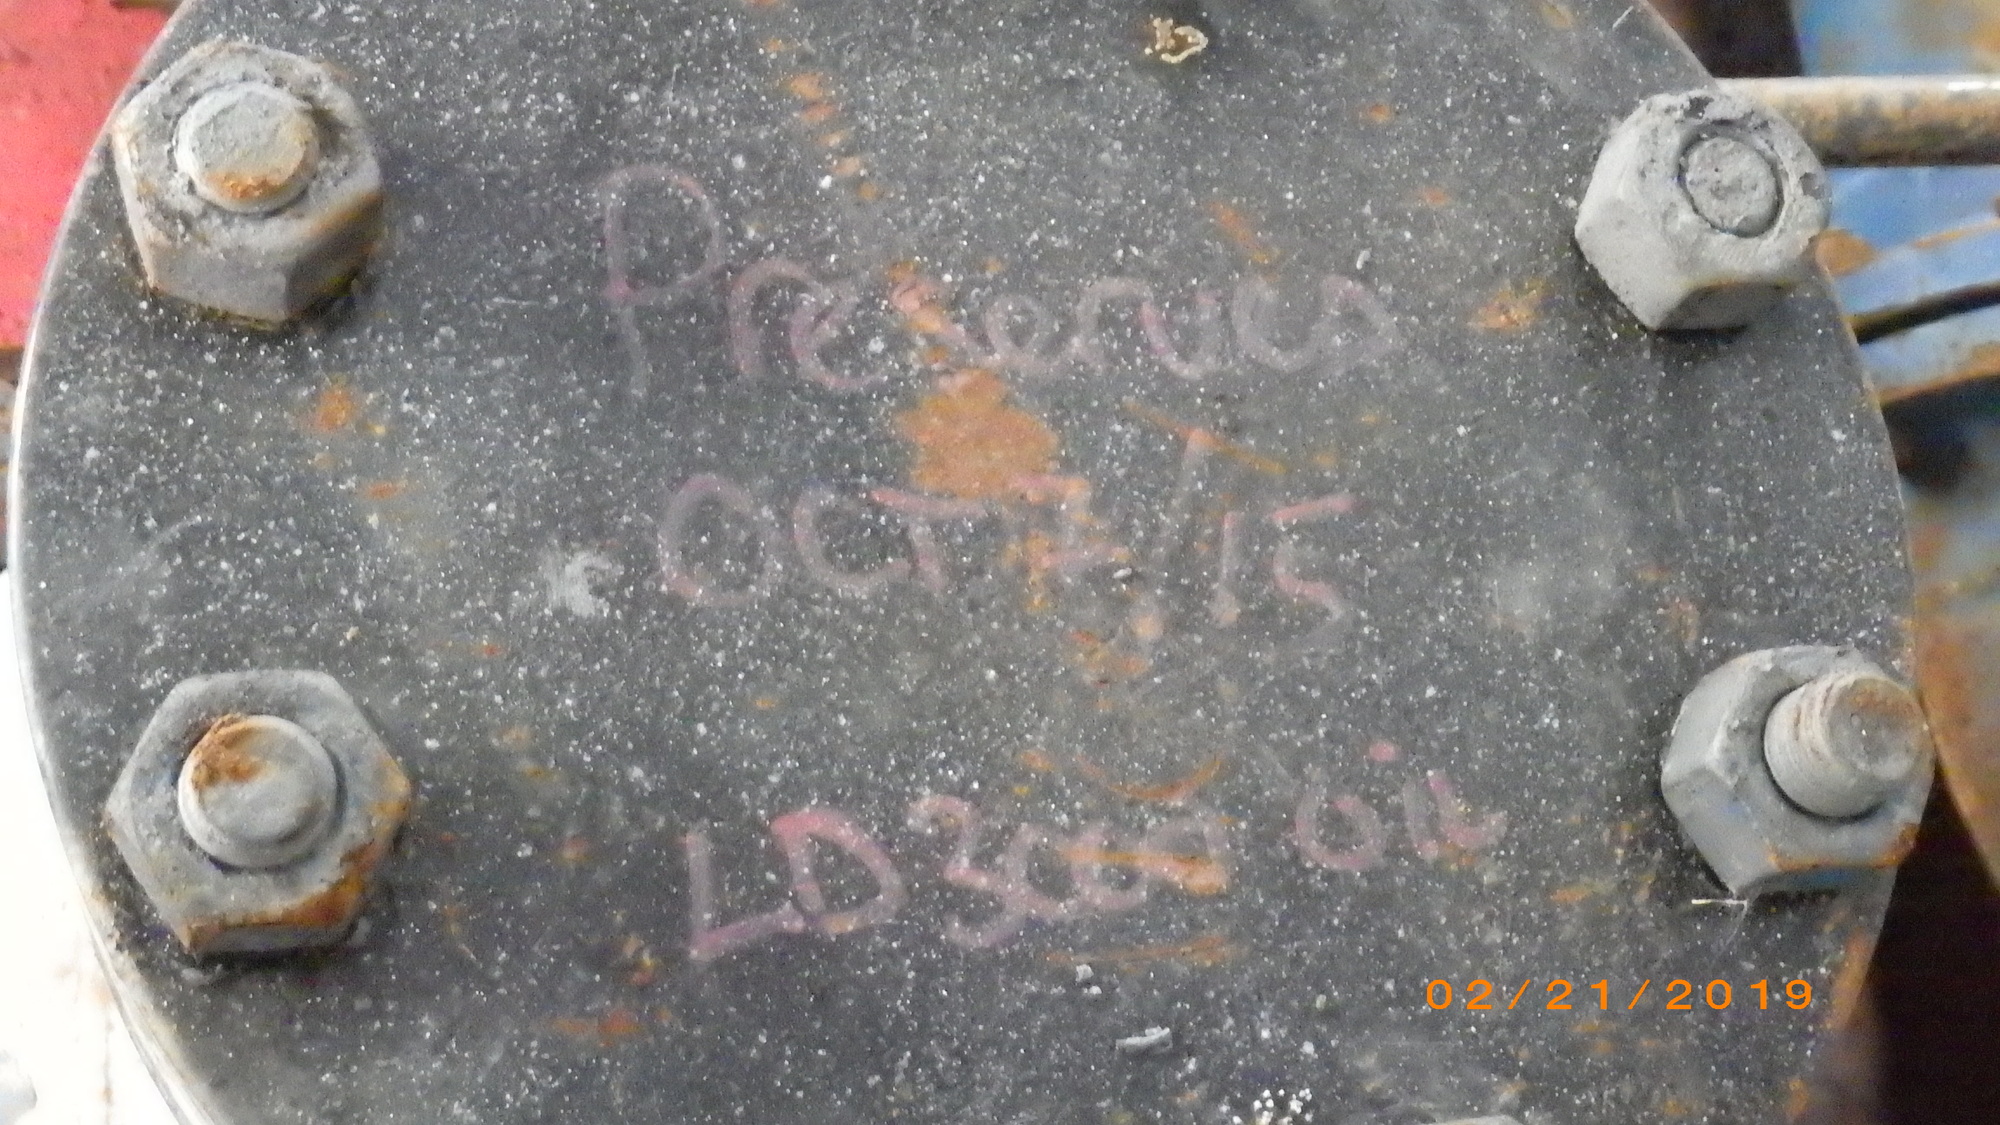 Preserved
OCT 7/15
LD300 oil
02/21/2019